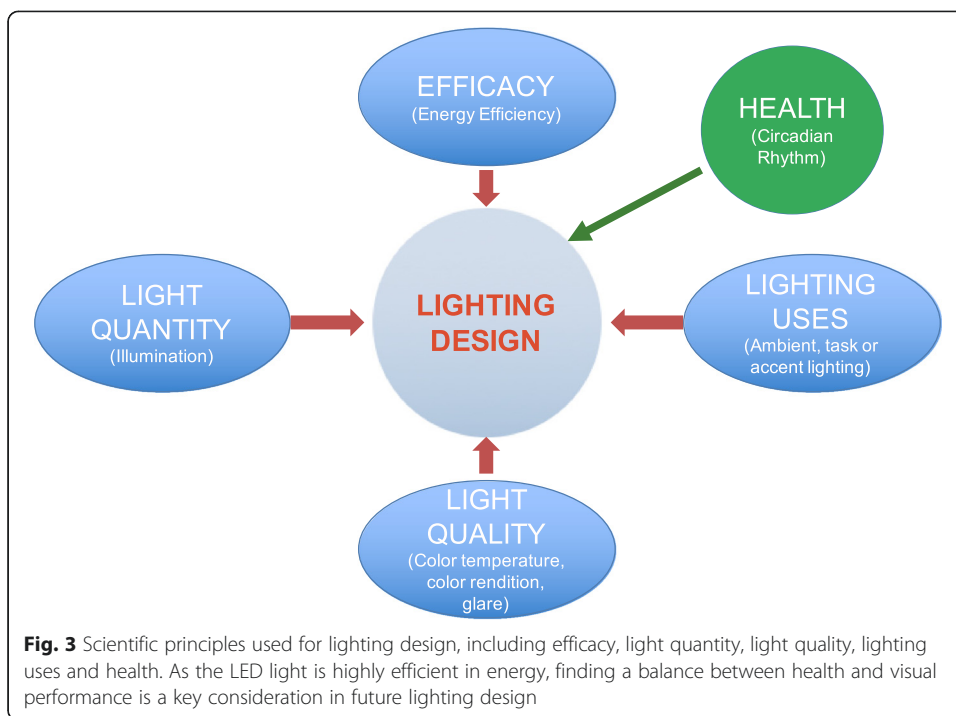 EFFICACY
(Energy Efficiency)
HEALTH
(Circadian
Rhythm)
LIGHT
QUANTITY
(Illumination)
LIGHTING
DESIGN
LIGHTING
USES
(Ambient, task or
accent lighting)
LIGHT
QUALITY
(Color temperature,
color rendition,
glare)
Fig. 3 Scientific principles used for lighting design, including efficacy, light quantity, light quality, lighting
uses and health. As the LED light is highly efficient in energy, finding a balance between health and visual
performance is a key consideration in future lighting design